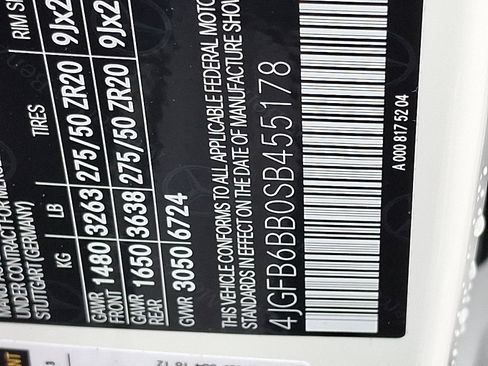 UNDER CONTRACT FOR
STUTTGART (GERMANY)
KG LB TIRES RIM
GAWR FRONT 1480 3263 275/50 ZR20 9Jx2
GAWR REAR 1650 3638 275/50 ZR20 9Jx2
GVWR 3050 6724
THIS VEHICLE CONFORMS TO ALL APPLICABLE FEDERAL MOTO
STANDARDS IN EFFECT ON THE DATE OF MANUFACTURE SHO
4JGFB6BB0SB455178
A 000 817 52 04